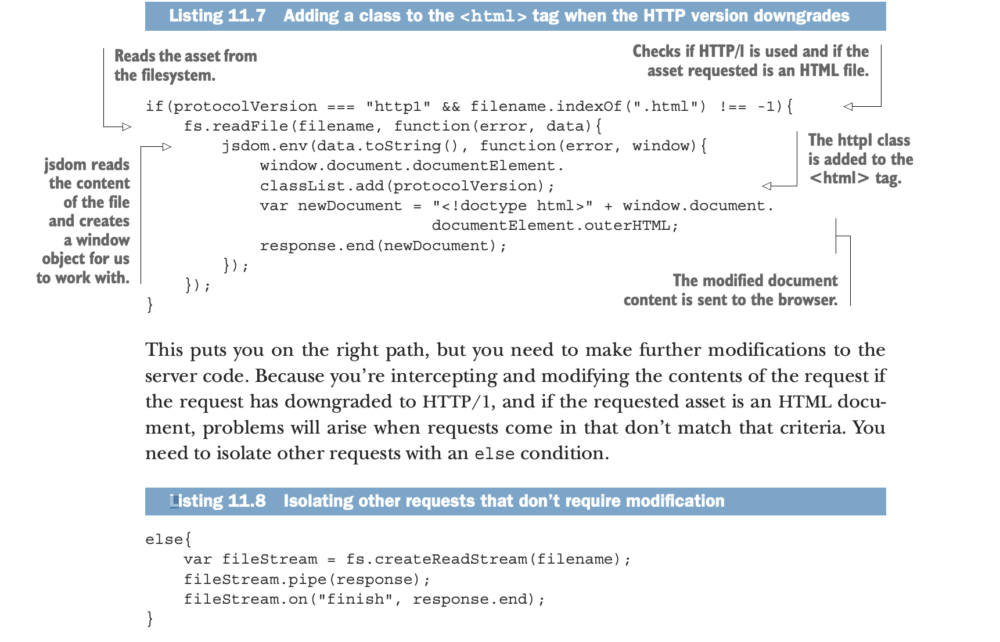 Listing 11.7 Adding a class to the <html> tag when the HTTP version downgrades
Reads the asset from
the filesystem.
Checks if HTTP/1 is used and if the
asset requested is an HTML file.
if(protocolVersion === "http1" && filename.indexOf(".html") !== -1){
    fs.readFile(filename, function(error, data){
        jsdom.env(data.toString(), function(error, window){
            window.document.documentElement.
            classList.add(protocolVersion);
            var newDocument = "<!doctype html>" + window.document.
                              documentElement.outerHTML;
            response.end(newDocument);
        });
    });
}
jsdom reads
the content
of the file
and creates
a window
object for us
to work with.
The http1 class
is added to the
<html> tag.
The modified document
content is sent to the browser.
This puts you on the right path, but you need to make further modifications to the
server code. Because you’re intercepting and modifying the contents of the request if
the request has downgraded to HTTP/1, and if the requested asset is an HTML docu-
ment, problems will arise when requests come in that don’t match that criteria. You
need to isolate other requests with an else condition.
Listing 11.8 Isolating other requests that don’t require modification
else{
    var fileStream = fs.createReadStream(filename);
    fileStream.pipe(response);
    fileStream.on("finish", response.end);
}